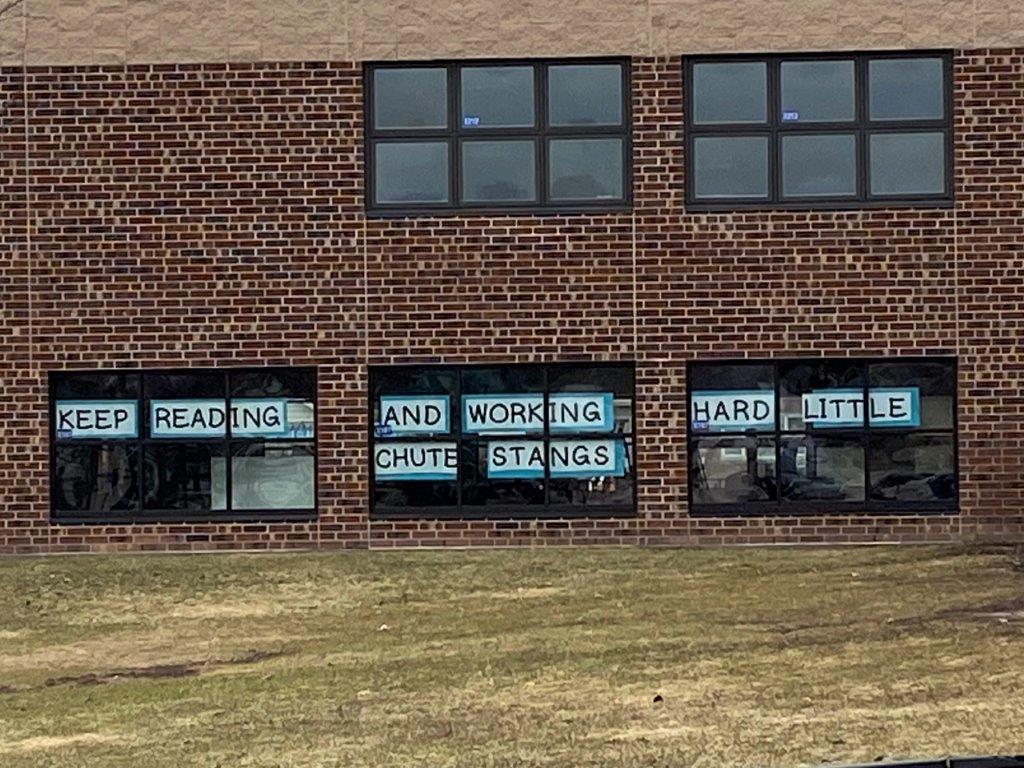 KEEP READING AND WORKING HARD LITTLE
CHUTE STANGS